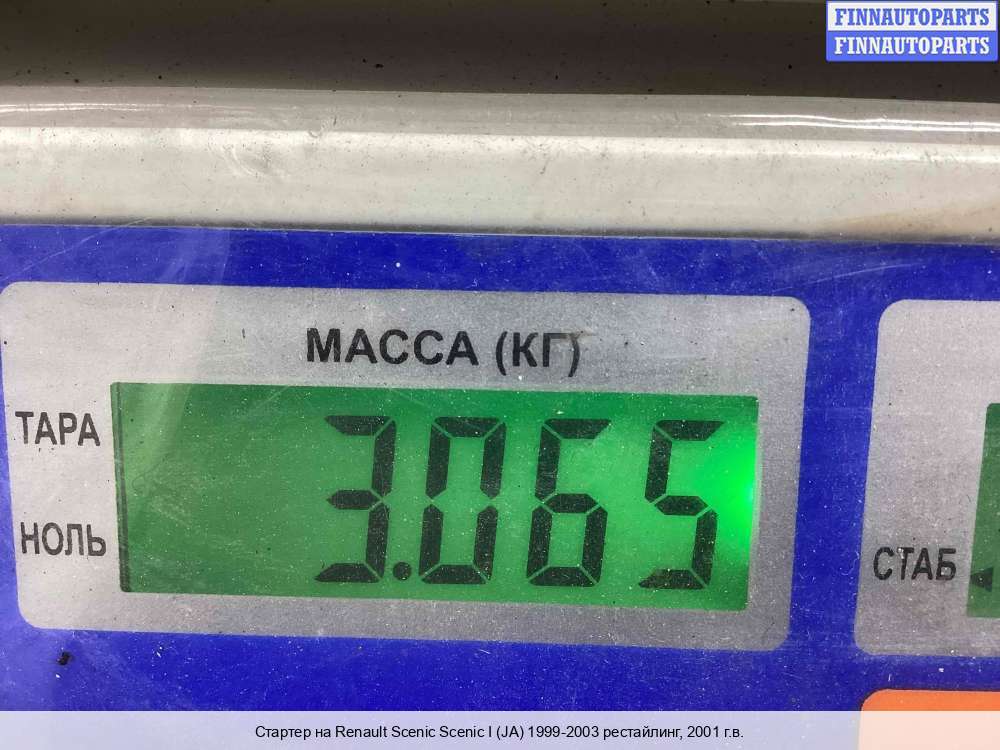 FINNAUTOPARTS
FINNAUTOPARTS
МАССА (КГ)
ТАРА
3.065
НОЛЬ
СТАБ
Стартер на Renault Scenic Scenic I (JA) 1999-2003 рестайлинг, 2001 г.в.